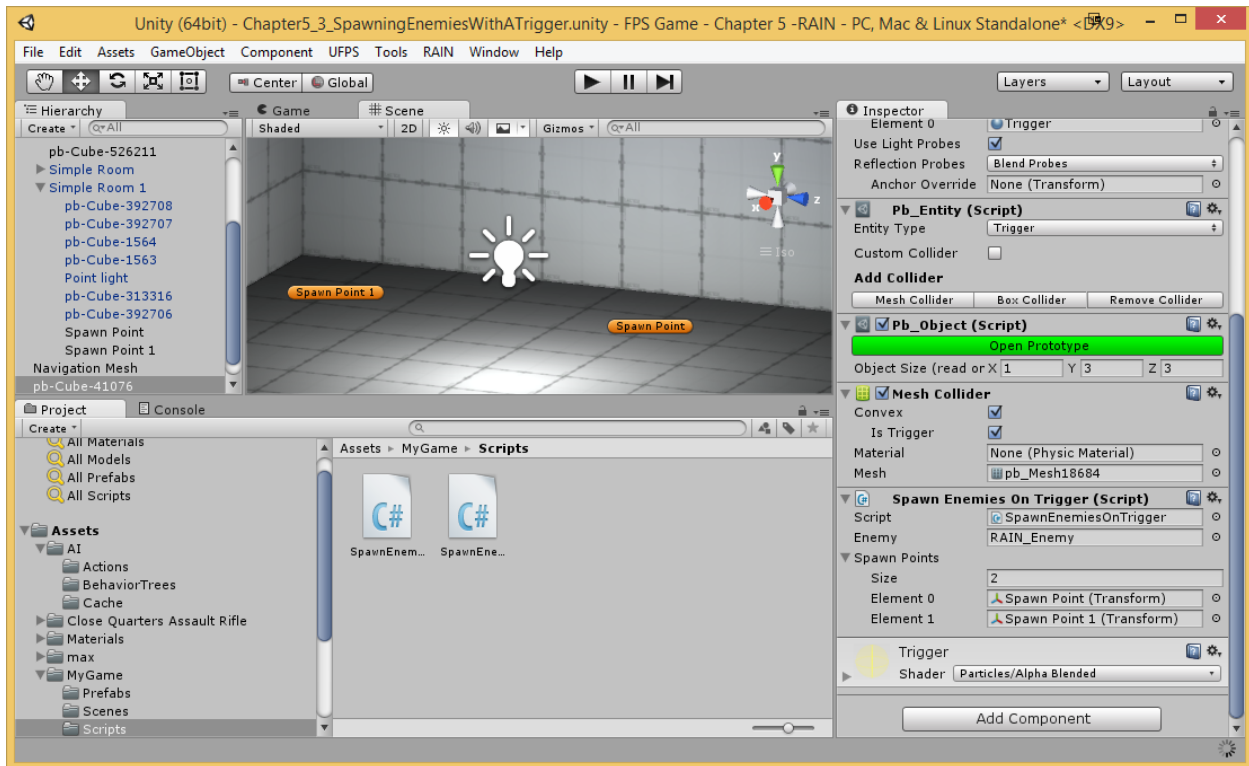 Unity (64bit) - Chapter5_3_SpawningEnemiesWithATrigger.unity - FPS Game - Chapter 5 -RAIN - PC, Mac & Linux Standalone* <DX9>
File Edit Assets GameObject Component UFPS Tools RAIN Window Help
Center Global Layers Layout
Hierarchy
Create All
pb-Cube-526211
Simple Room
Simple Room 1
pb-Cube-392708
pb-Cube-392707
pb-Cube-1564
pb-Cube-1563
Point light
pb-Cube-313316
pb-Cube-392706
Spawn Point
Spawn Point 1
Navigation Mesh
pb-Cube-41076
Game Scene
Shaded 2D Gizmos All
y
x z
Iso
Spawn Point 1
Spawn Point
Project Console
Create
All Materials
All Models
All Prefabs
All Scripts
Assets
AI
Actions
BehaviorTrees
Cache
Close Quarters Assault Rifle
Materials
max
MyGame
Prefabs
Scenes
Scripts
Assets MyGame Scripts
C# C#
SpawnEnem... SpawnEne...
Inspector
Element 0 Trigger
Use Light Probes
Reflection Probes Blend Probes
Anchor Override None (Transform)
Pb_Entity (Script)
Entity Type Trigger
Custom Collider
Add Collider
Mesh Collider Box Collider Remove Collider
Pb_Object (Script)
Open Prototype
Object Size (read or X 1 Y 3 Z 3
Mesh Collider
Convex
Is Trigger
Material None (Physic Material)
Mesh pb_Mesh18684
Spawn Enemies On Trigger (Script)
Script SpawnEnemiesOnTrigger
Enemy RAIN_Enemy
Spawn Points
Size 2
Element 0 Spawn Point (Transform)
Element 1 Spawn Point 1 (Transform)
Trigger
Shader Particles/Alpha Blended
Add Component